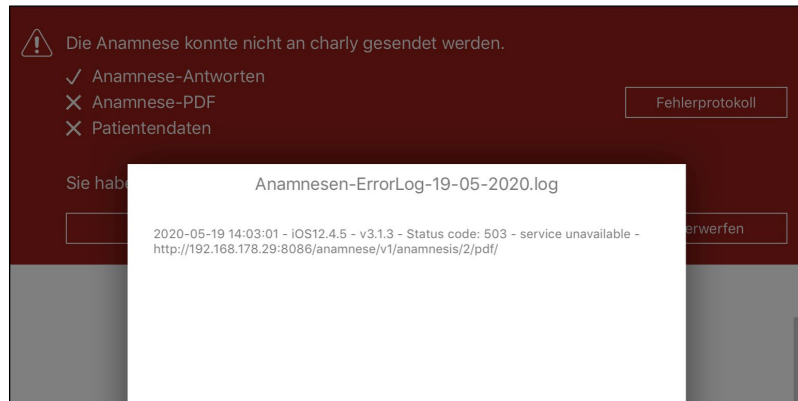 Die Anamnese konnte nicht an charly gesendet werden.
Anamnese-Antworten
Anamnese-PDF
Fehlerprotokoll
Patientendaten
Sie habe
Anamnesen-ErrorLog-19-05-2020.log
erwerfen
2020-05-19 14:03:01 - iOS12.4.5 - v3.1.3 - Status code: 503 - service unavailable -
http://192.168.178.29:8086/anamnese/v1/anamnesis/2/pdf/